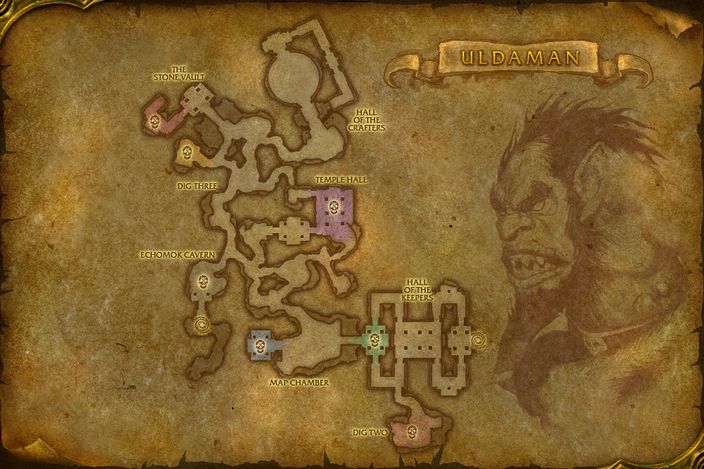 ULDAMAN
THE
STONE VAULT
HALL
OF THE
CRAFTERS
DIG THREE
TEMPLE HALL
ECHOMOK CAVERN
HALL
OF THE
KEEPERS
MAP CHAMBER
DIG TWO